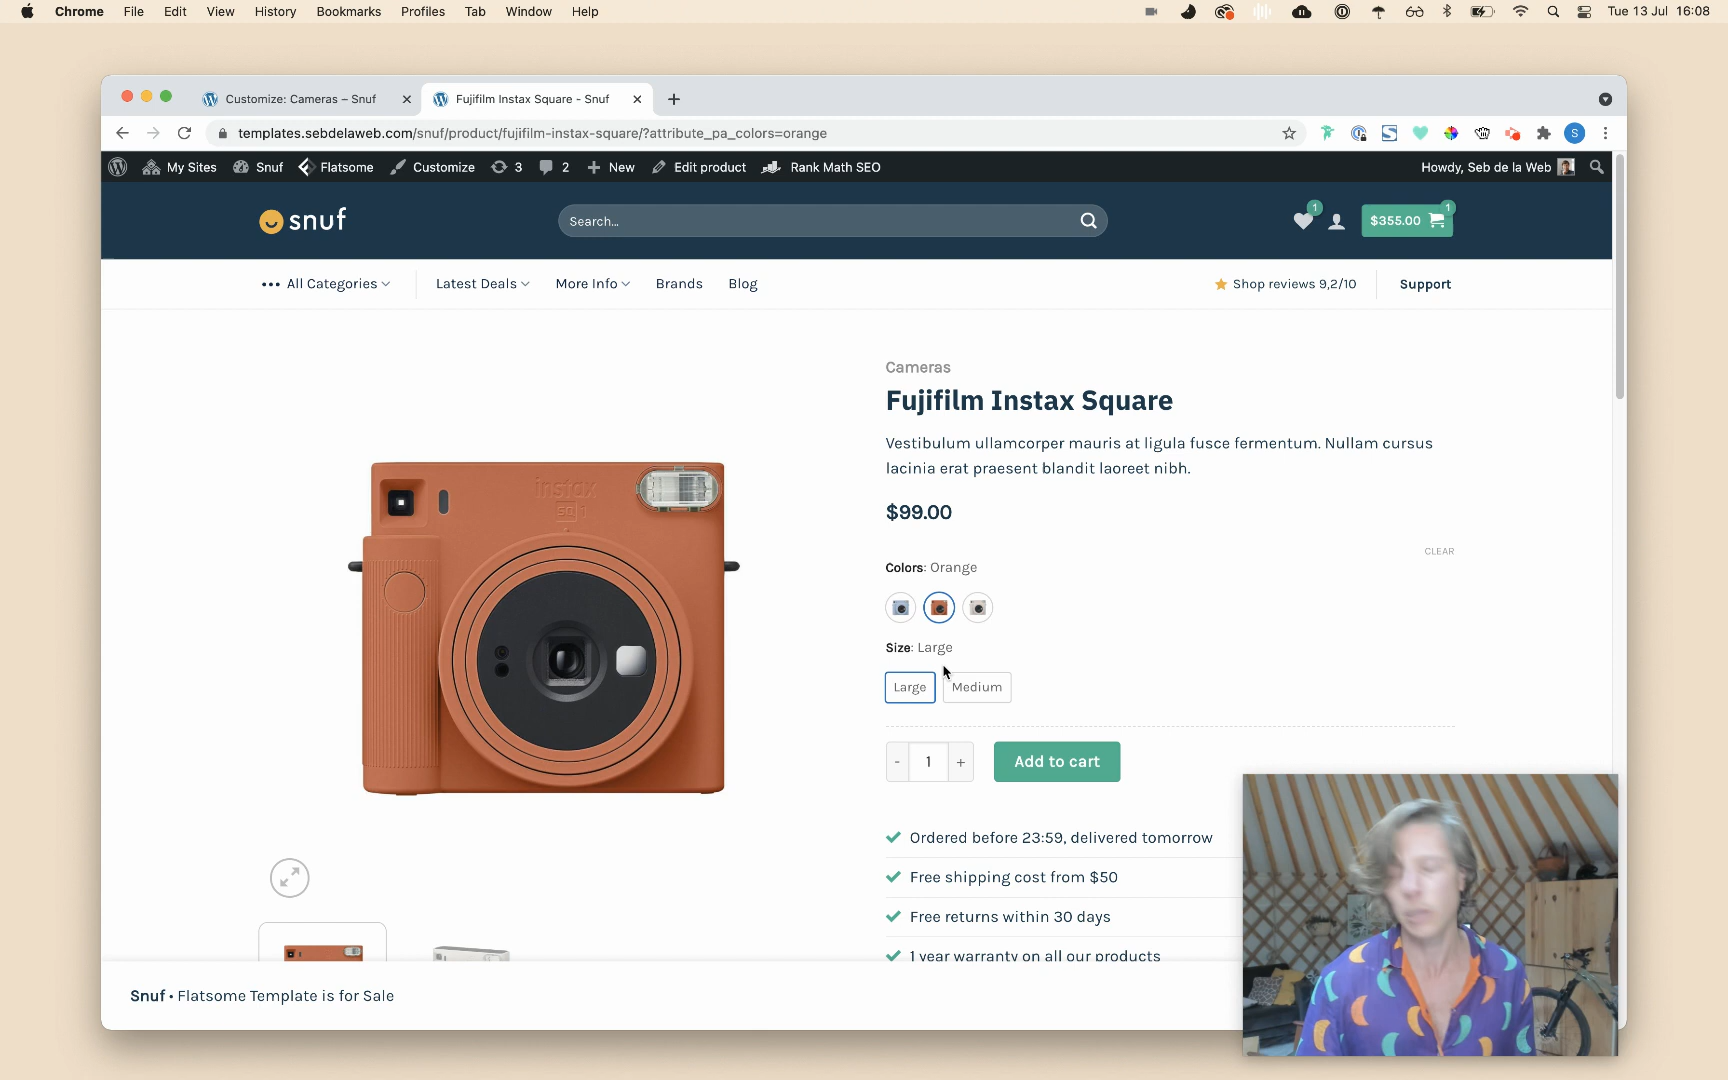 Chrome File Edit View History Bookmarks Profiles Tab Window Help Tue 13 Jul 16:08
Customize: Cameras – Snuf
Fujifilm Instax Square - Snuf
templates.sebdelaweb.com/snuf/product/fujifilm-instax-square/?attribute_pa_colors=orange
S
My Sites Snuf Flatsome Customize 3 2 New Edit product Rank Math SEO Howdy, Seb de la Web
snuf
Search...
1
$355.00
1
All Categories Latest Deals More Info Brands Blog Shop reviews 9,2/10 Support
Cameras
Fujifilm Instax Square
Vestibulum ullamcorper mauris at ligula fusce fermentum. Nullam cursus
lacinia erat praesent blandit laoreet nibh.
$99.00
CLEAR
Colors: Orange
Size: Large
Large Medium
- 1 + Add to cart
Ordered before 23:59, delivered tomorrow
Free shipping cost from $50
Free returns within 30 days
1 year warranty on all our products
instax
Snuf • Flatsome Template is for Sale